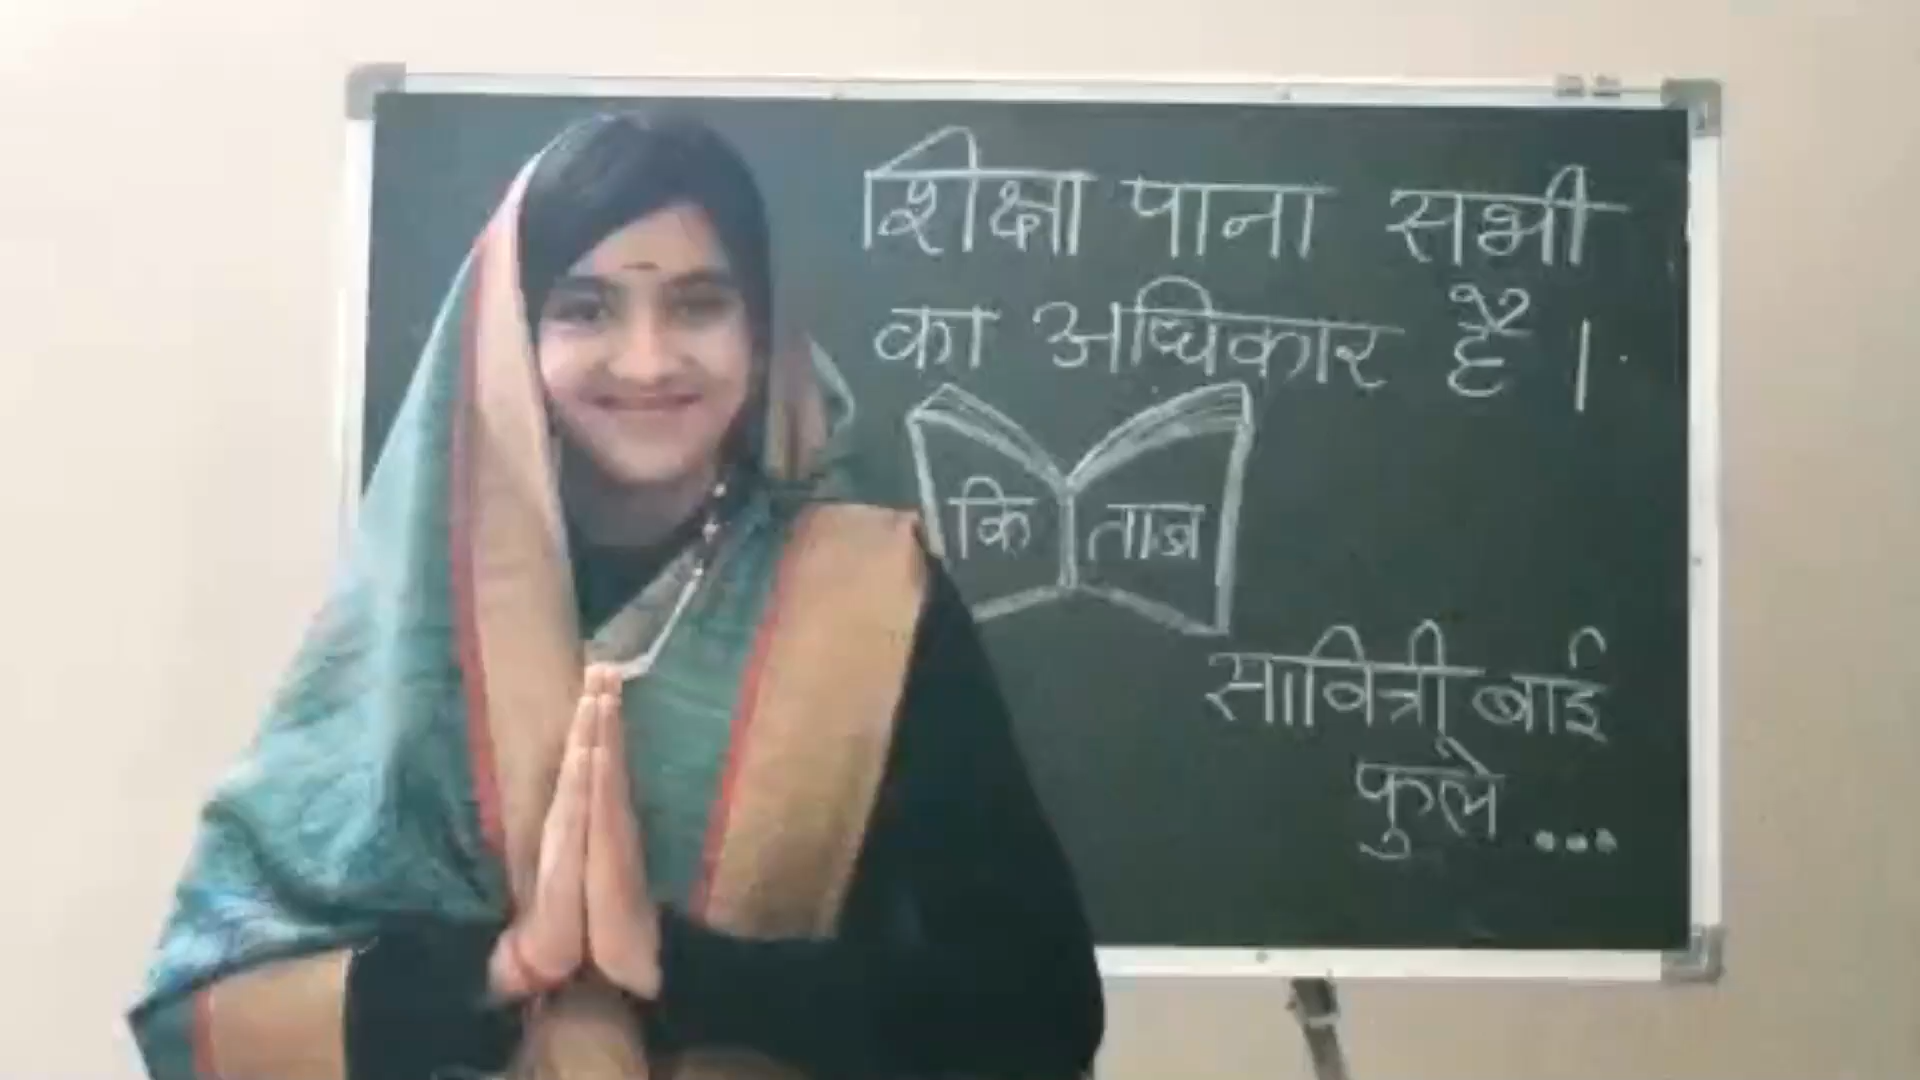 शिक्षा पाना सभी
का अधिकार है।
कि ताब
सावित्री बाई
फुले ...